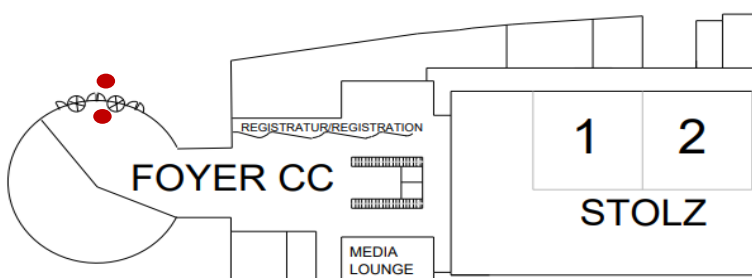 REGISTRATUR/REGISTRATION
1 2
FOYER CC
STOLZ
MEDIA
LOUNGE